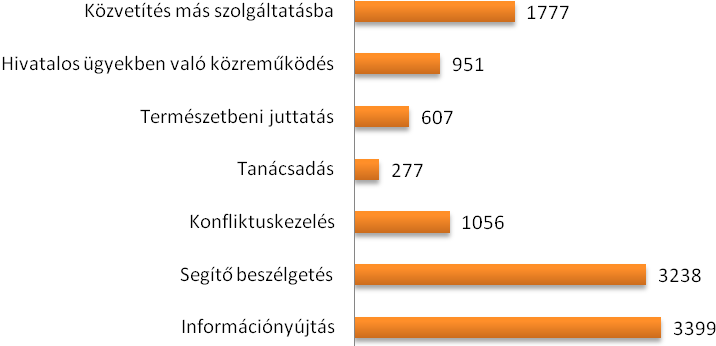 Közvetítés más szolgáltatásba 1777
Hivatalos ügyekben való közreműködés 951
Természetbeni juttatás 607
Tanácsadás 277
Konfliktuskezelés 1056
Segítő beszélgetés 3238
Információnyújtás 3399